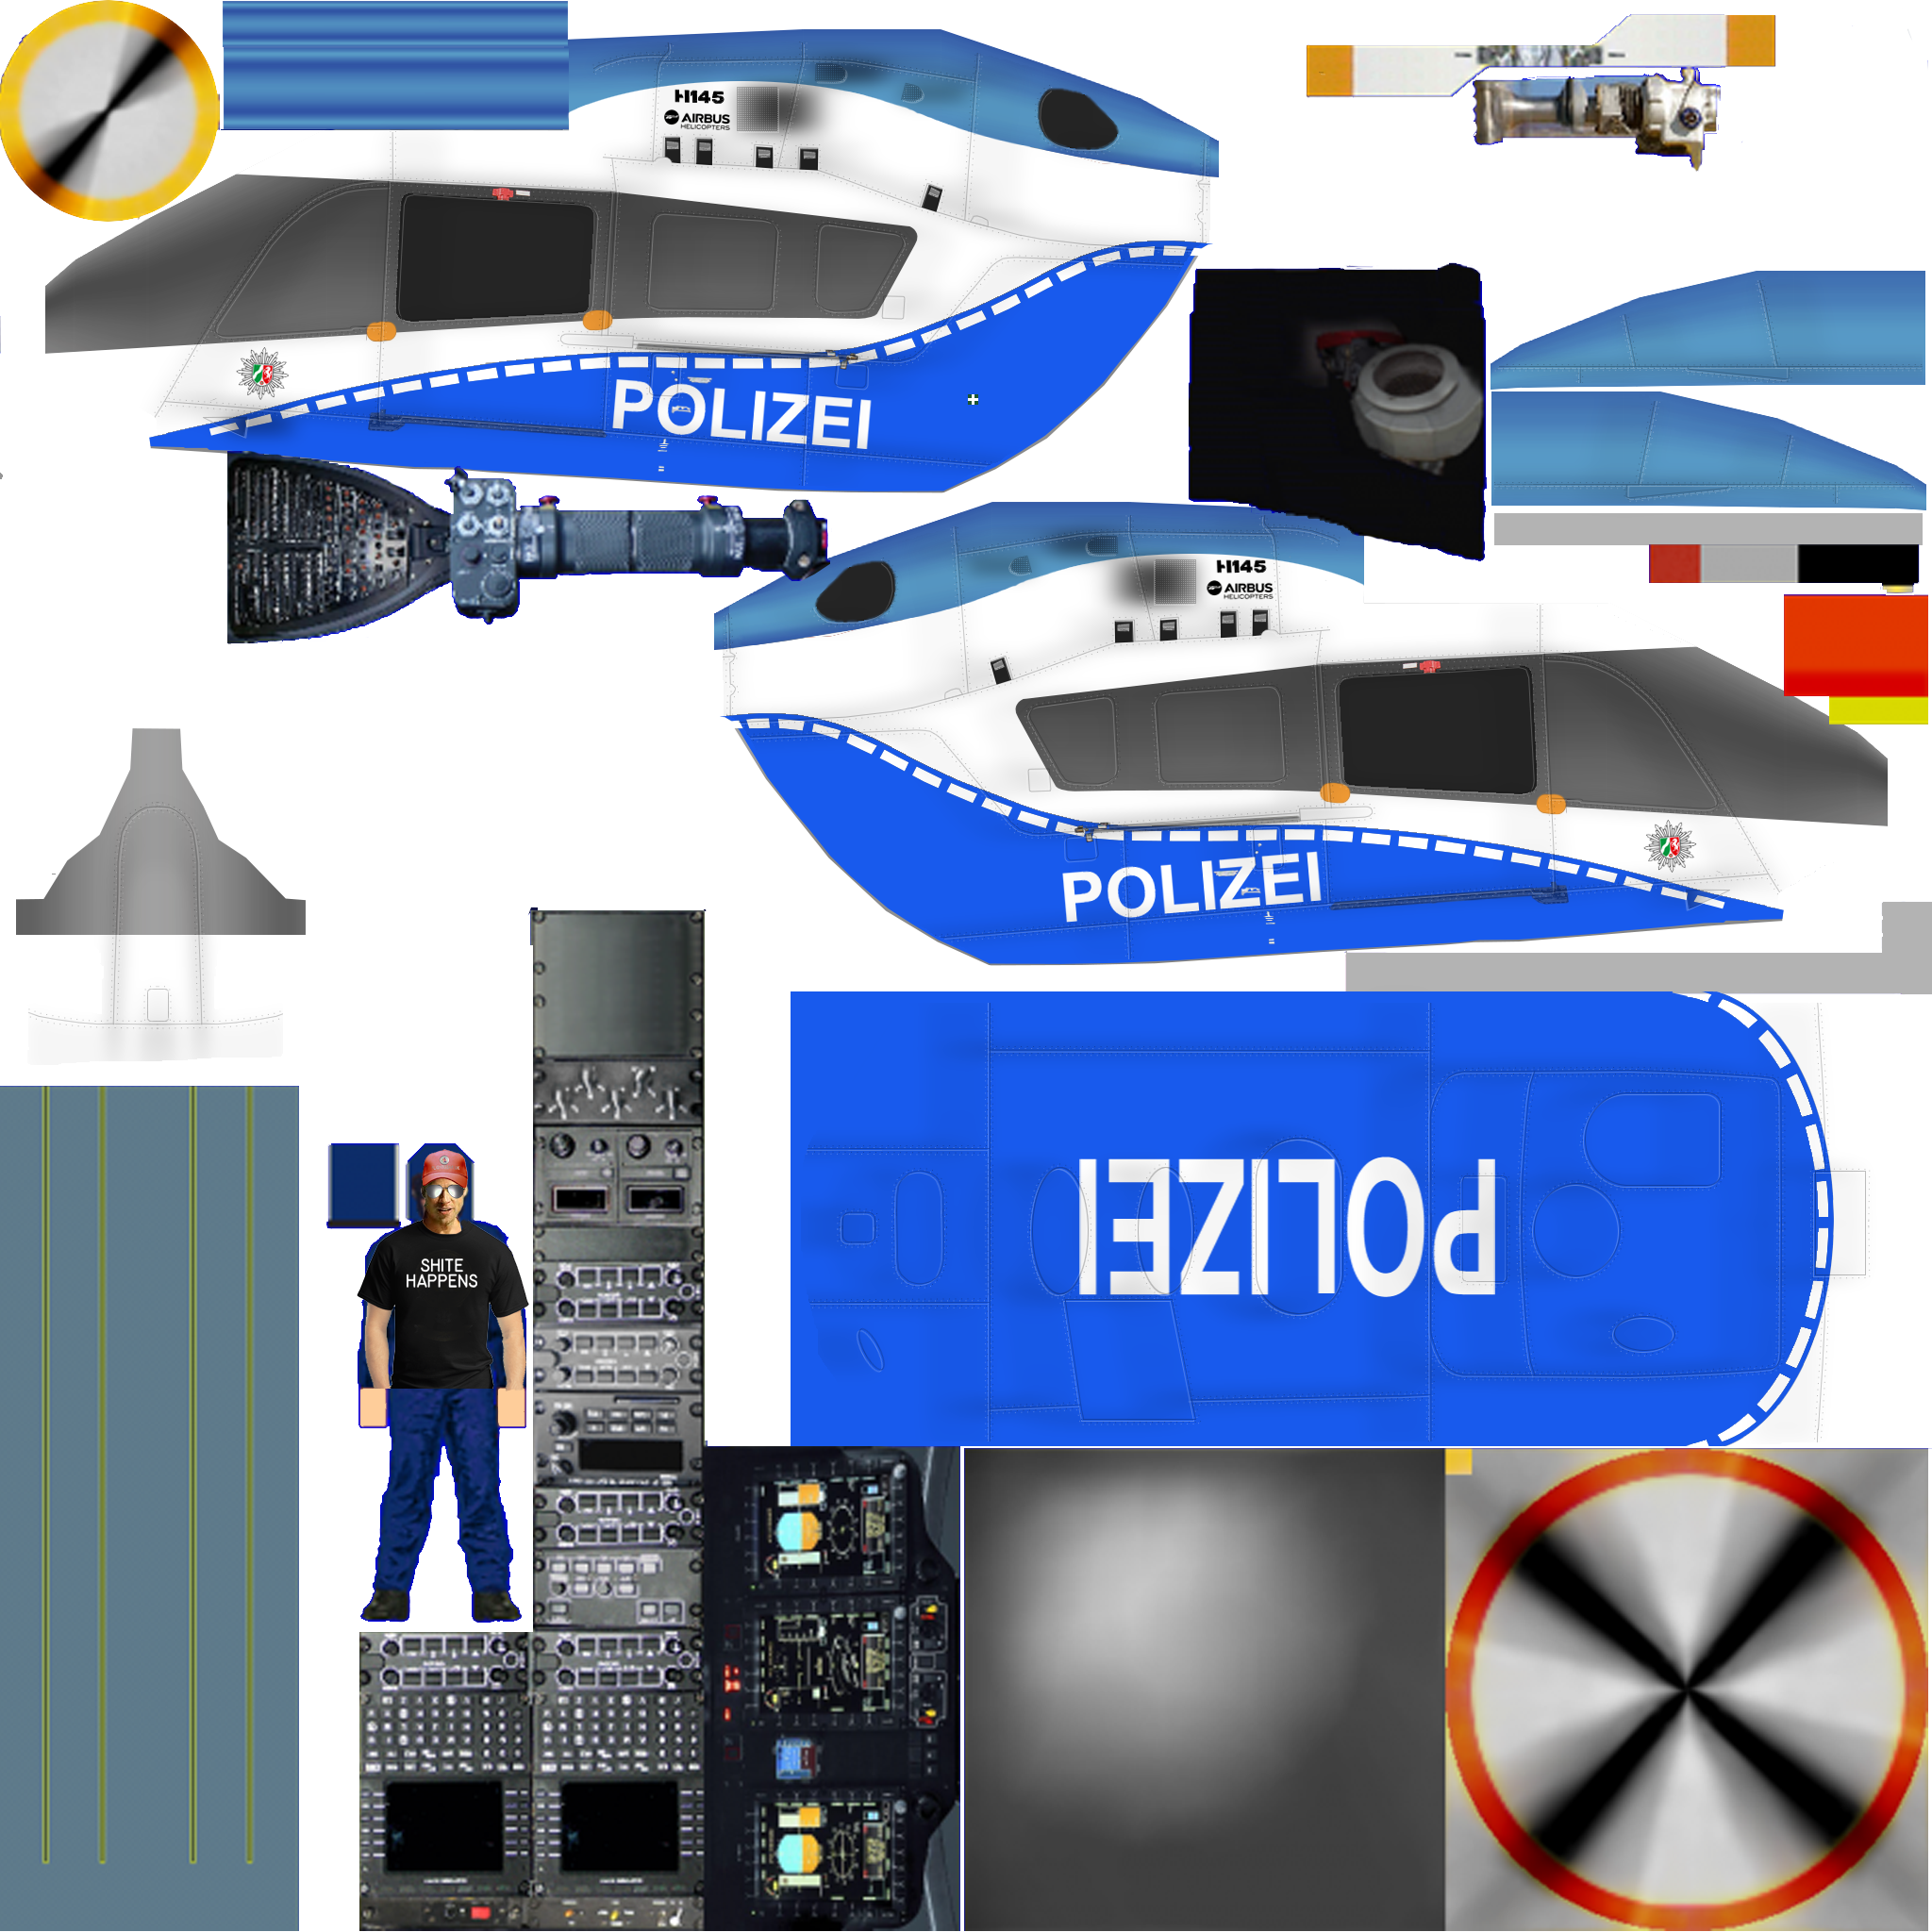 H145
AIRBUS
HELICOPTERS
POLIZEI
H145
AIRBUS
HELICOPTERS
POLIZEI
POLIZEI
SHITE
HAPPENS